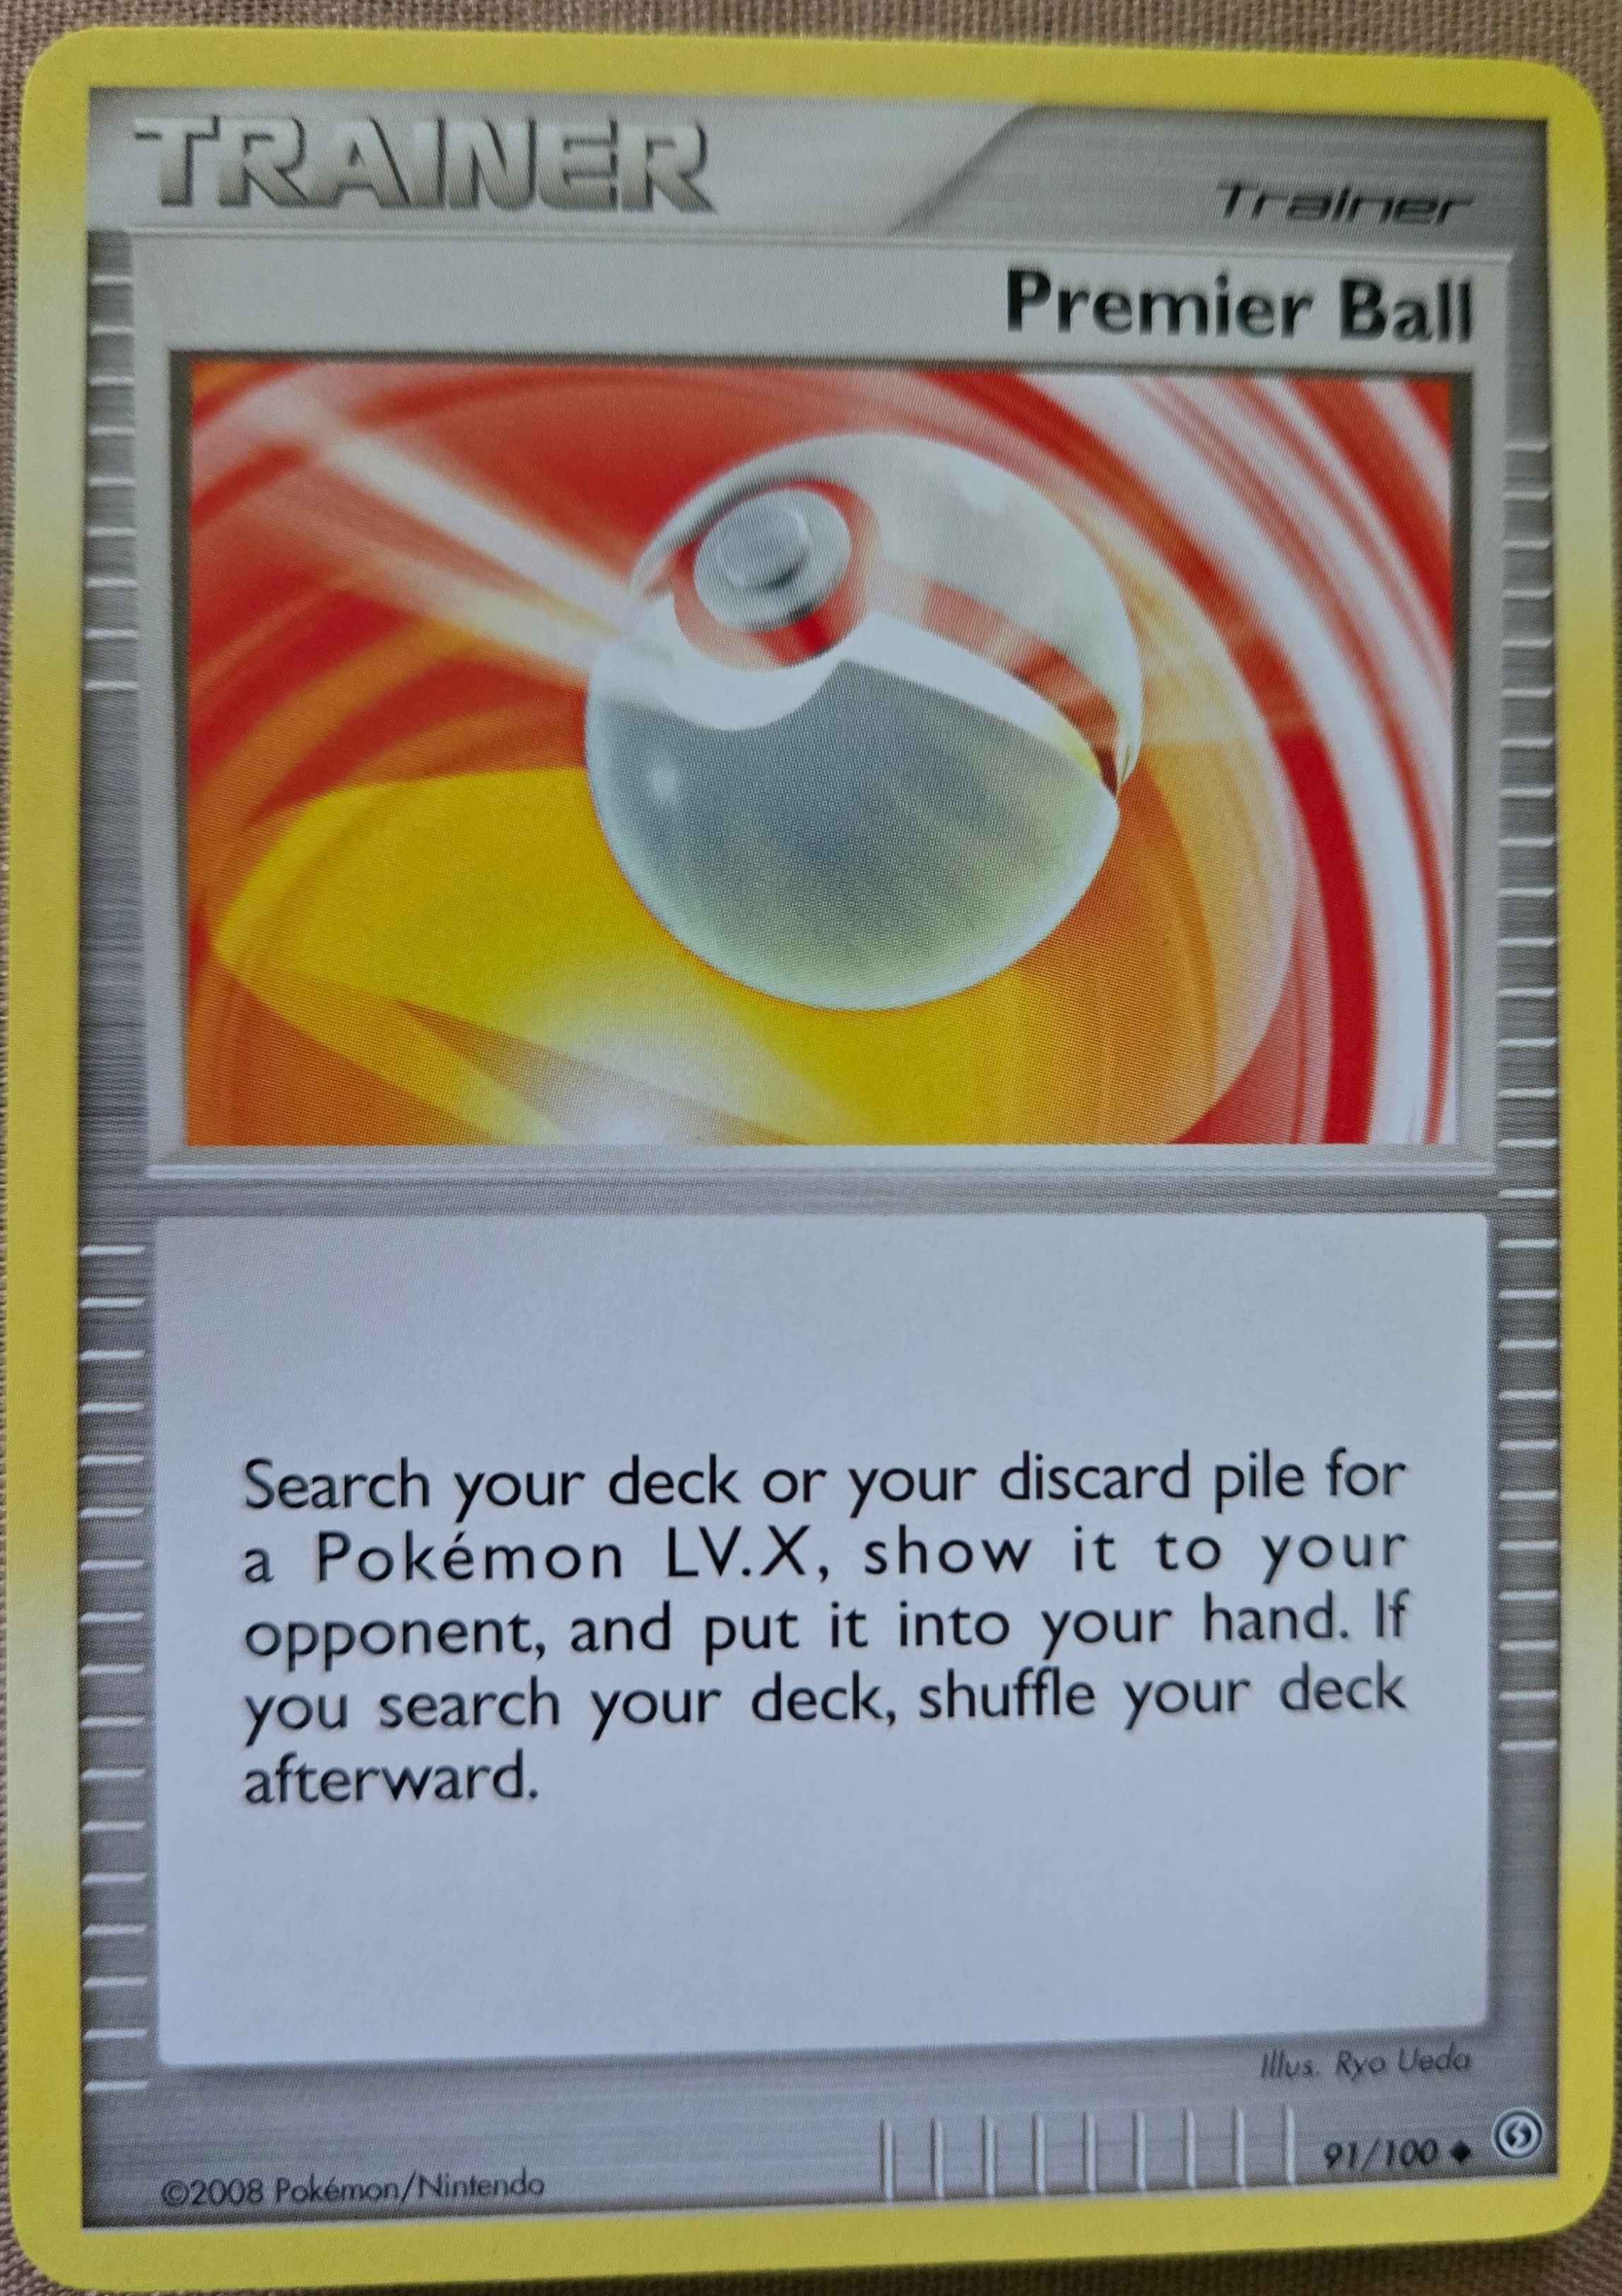 TRAINER
Trainer
Premier Ball
Search your deck or your discard pile for
a Pokémon LV.X, show it to your
opponent, and put it into your hand. If
you search your deck, shuffle your deck
afterward.
Illus. Ryo Ueda
91/100 ◆
©2008 Pokémon/Nintendo